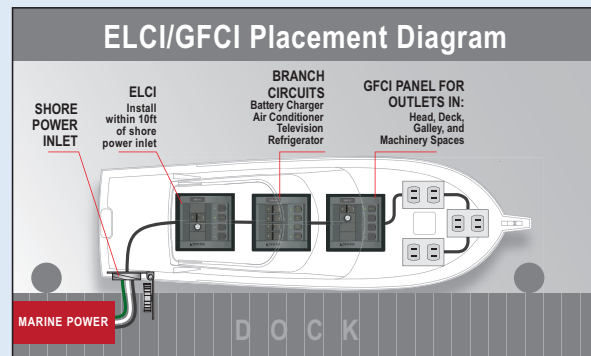 ELCI/GFCI Placement Diagram
SHORE
POWER
INLET
ELCI
Install
within 10ft
of shore
power inlet
BRANCH
CIRCUITS
Battery Charger
Air Conditioner
Television
Refrigerator
GFCI PANEL FOR
OUTLETS IN:
Head, Deck,
Galley, and
Machinery Spaces
MARINE POWER
DOCK